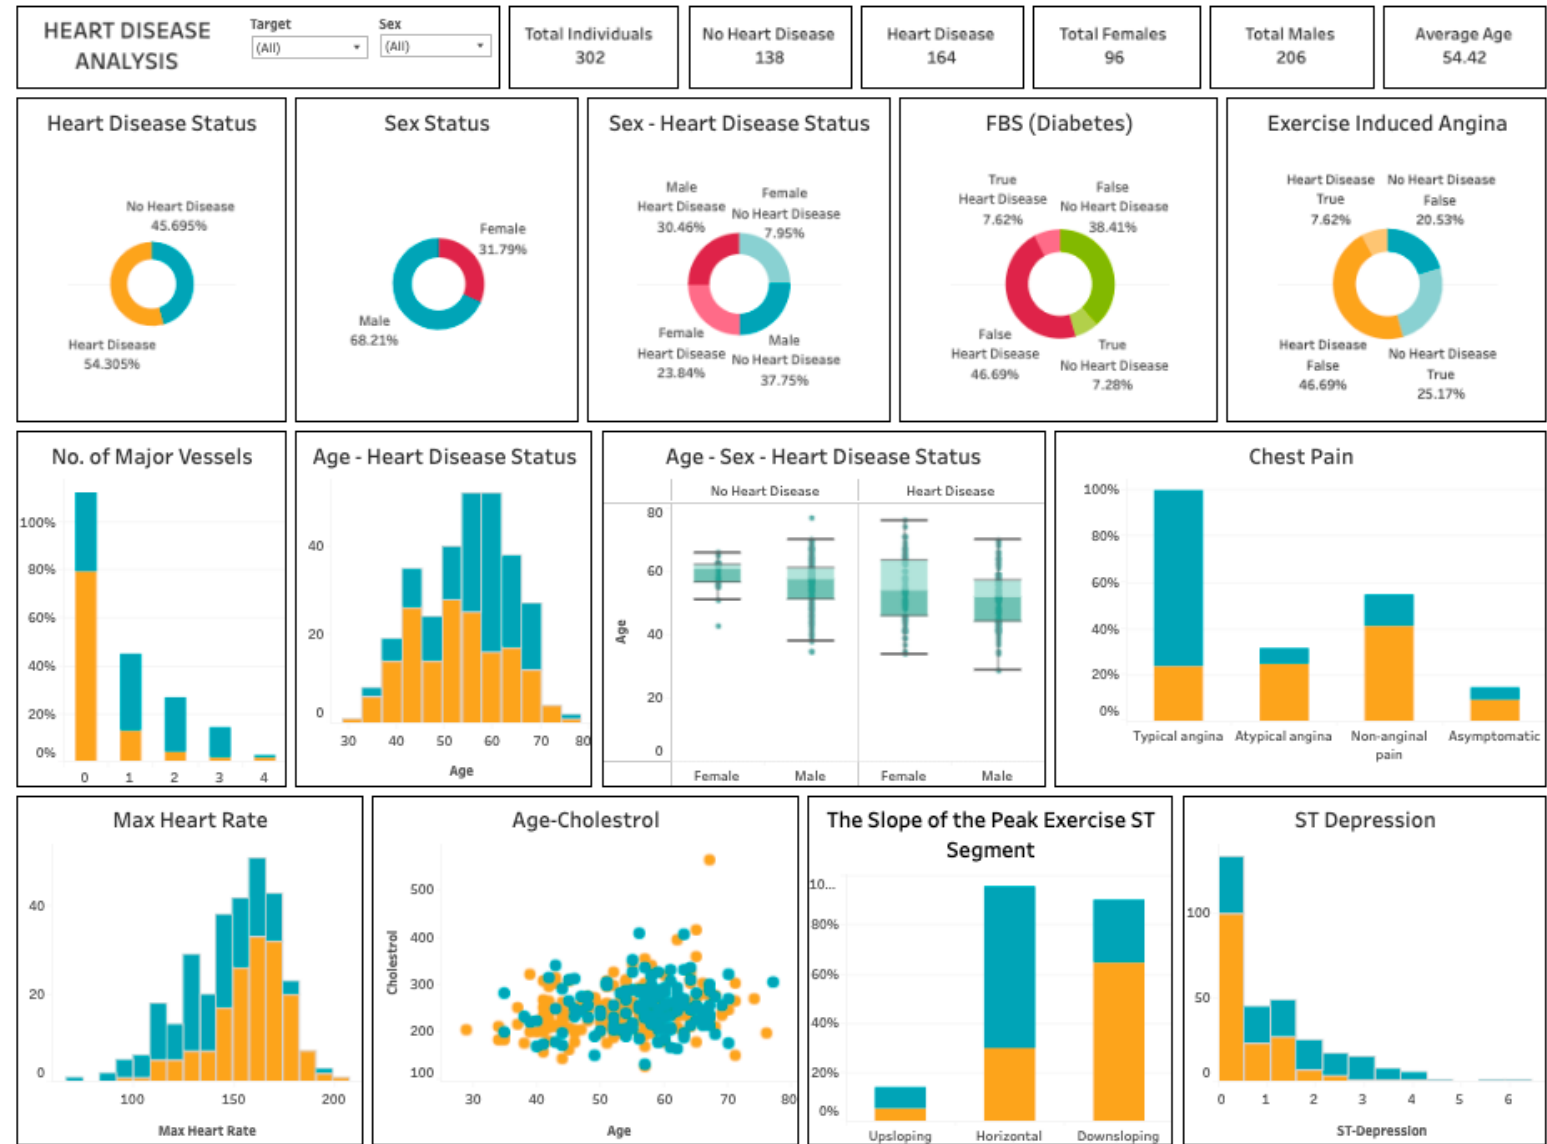 HEART DISEASE
ANALYSIS
Target
(All)
Sex
(All)
Total Individuals
302
No Heart Disease
138
Heart Disease
164
Total Females
96
Total Males
206
Average Age
54.42
Heart Disease Status
No Heart Disease
45.695%
Heart Disease
54.305%
Sex Status
Female
31.79%
Male
68.21%
Sex - Heart Disease Status
Male
Heart Disease
30.46%
Female
No Heart Disease
7.95%
Female
Heart Disease
23.84%
Male
No Heart Disease
37.75%
FBS (Diabetes)
True
Heart Disease
7.62%
False
No Heart Disease
38.41%
False
Heart Disease
46.69%
True
No Heart Disease
7.28%
Exercise Induced Angina
Heart Disease
True
7.62%
No Heart Disease
False
20.53%
Heart Disease
False
46.69%
No Heart Disease
True
25.17%
No. of Major Vessels
100%
80%
60%
40%
20%
0%
0 1 2 3 4
Age - Heart Disease Status
40
20
0
30 40 50 60 70 80
Age
Age - Sex - Heart Disease Status
No Heart Disease Heart Disease
80
60
40
20
0
Age
Female Male Female Male
Chest Pain
100%
80%
60%
40%
20%
0%
Typical angina Atypical angina Non-anginal Asymptomatic
pain
Max Heart Rate
40
20
0
100 150 200
Max Heart Rate
Age-Cholestrol
500
400
300
200
100
Cholestrol
30 40 50 60 70 80
Age
The Slope of the Peak Exercise ST
Segment
10...
80%
60%
40%
20%
0%
Upsloping Horizontal Downsloping
ST Depression
100
50
0
0 1 2 3 4 5 6
ST-Depression